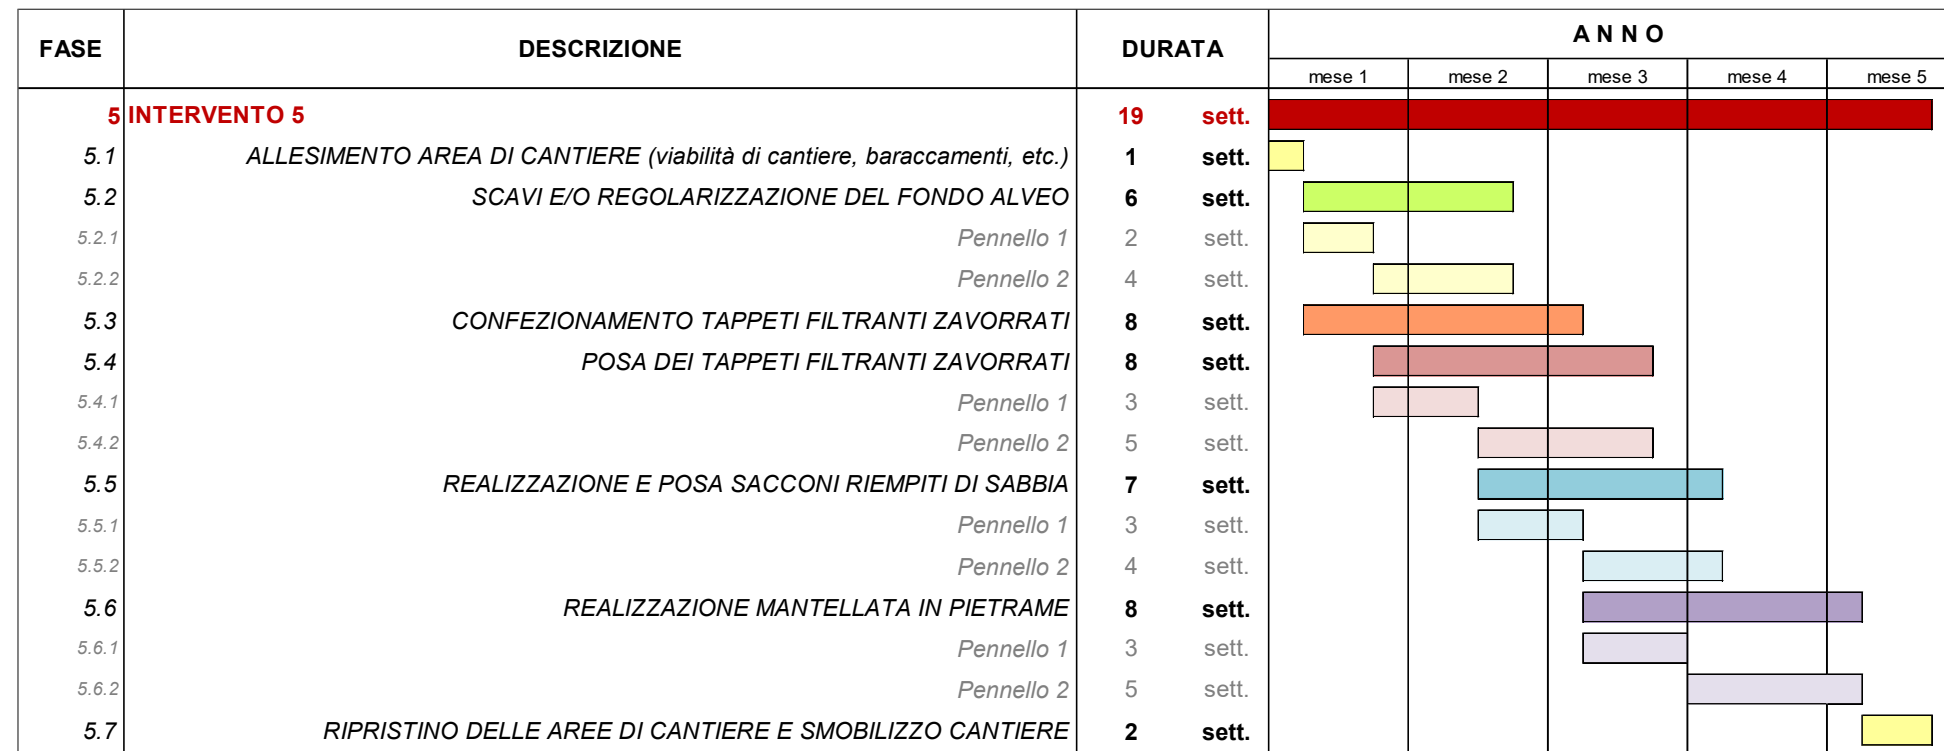 FASE DESCRIZIONE DURATA A N N O
mese 1 mese 2 mese 3 mese 4 mese 5
5 INTERVENTO 5 19 sett.
5.1 ALLESIMENTO AREA DI CANTIERE (viabilità di cantiere, baraccamenti, etc.) 1 sett.
5.2 SCAVI E/O REGOLARIZZAZIONE DEL FONDO ALVEO 6 sett.
5.2.1 Pennello 1 2 sett.
5.2.2 Pennello 2 4 sett.
5.3 CONFEZIONAMENTO TAPPETI FILTRANTI ZAVORRATI 8 sett.
5.4 POSA DEI TAPPETI FILTRANTI ZAVORRATI 8 sett.
5.4.1 Pennello 1 3 sett.
5.4.2 Pennello 2 5 sett.
5.5 REALIZZAZIONE E POSA SACCONI RIEMPITI DI SABBIA 7 sett.
5.5.1 Pennello 1 3 sett.
5.5.2 Pennello 2 4 sett.
5.6 REALIZZAZIONE MANTELLATA IN PIETRAME 8 sett.
5.6.1 Pennello 1 3 sett.
5.6.2 Pennello 2 5 sett.
5.7 RIPRISTINO DELLE AREE DI CANTIERE E SMOBILIZZO CANTIERE 2 sett.